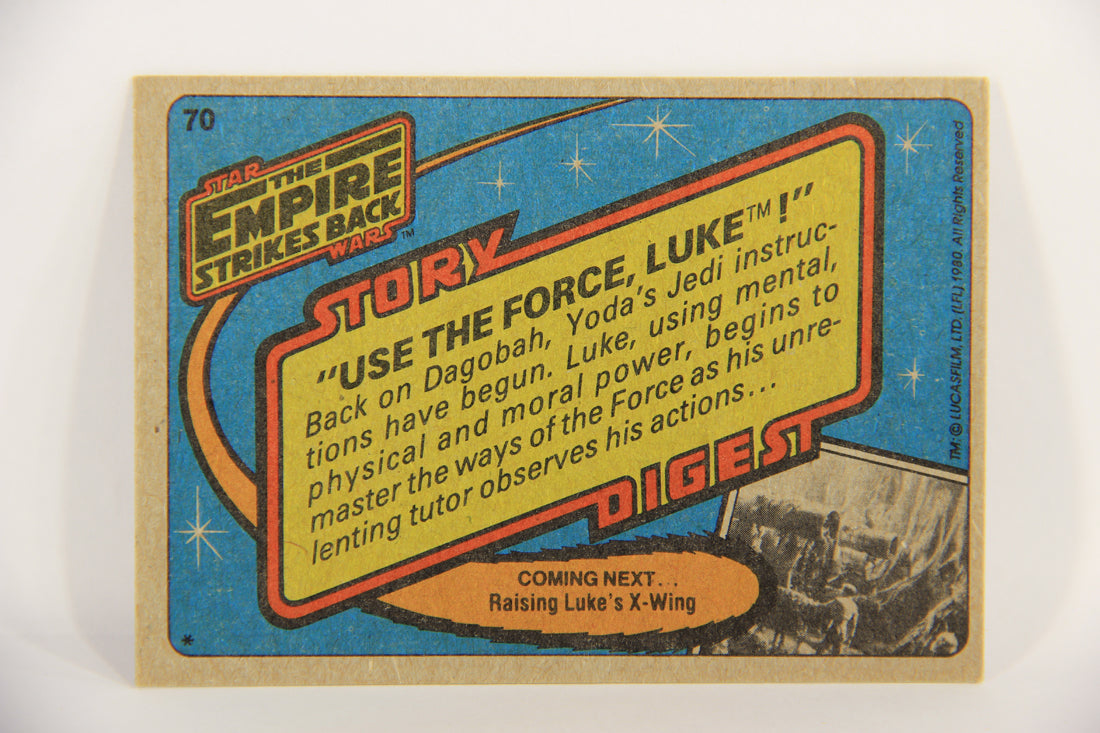 70
STAR
THE
EMPIRE
STRIKES BACK
WARS™
STORY
"USE THE FORCE, LUKE™!"
Back on Dagobah, Yoda's Jedi instruc-
tions have begun. Luke, using mental,
physical and moral power, begins to
master the ways of the Force as his unre-
lenting tutor observes his actions...
DIGEST
COMING NEXT...
Raising Luke's X-Wing
*
TM: © LUCASFILM, LTD. (LFL) 1980. All Rights Reserved